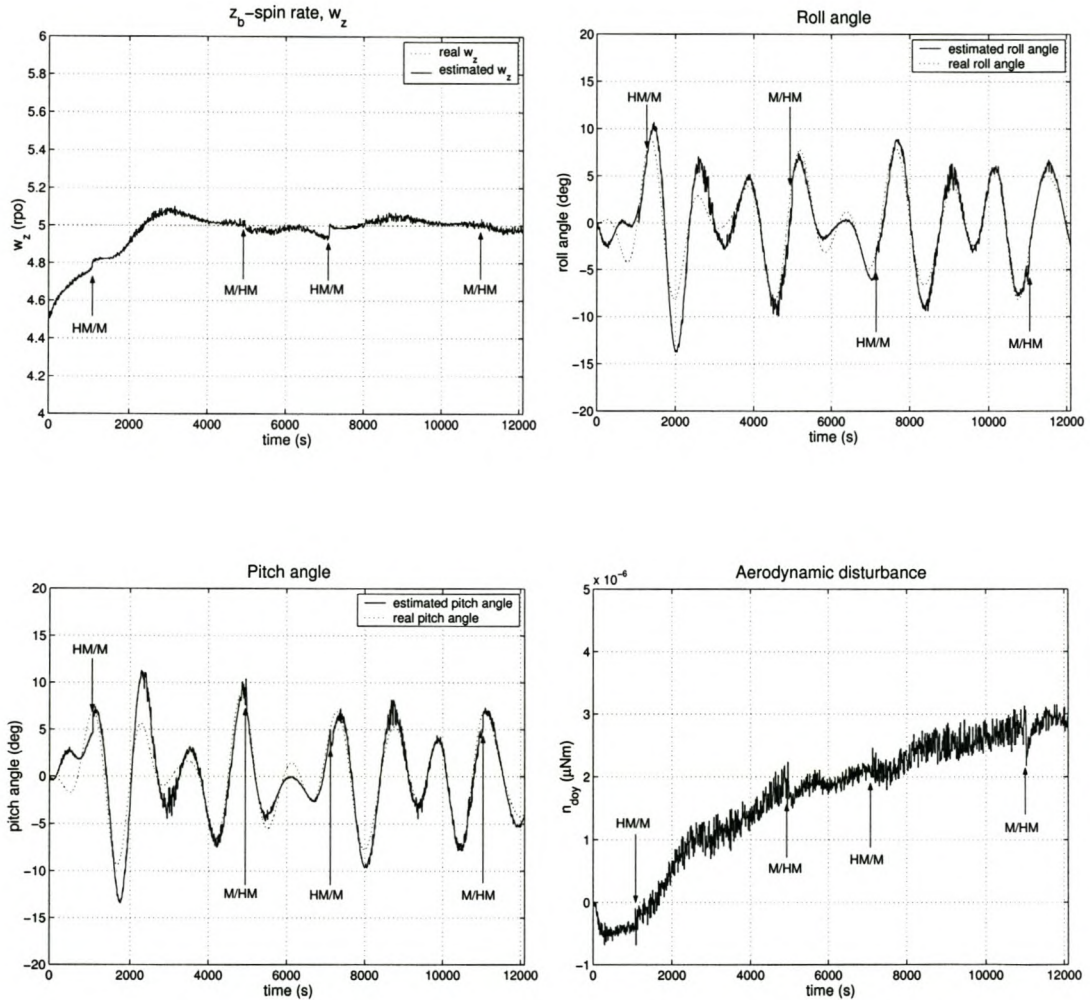 z_b-spin rate, w_z
6
5.8
5.6
5.4
5.2
5
4.8
4.6
4.4
4.2
4
w_z (rpo)
real w_z
estimated w_z
HM/M
M/HM
HM/M
M/HM
0 2000 4000 6000 8000 10000 12000
time (s)
Roll angle
20
15
10
5
0
−5
−10
−15
−20
roll angle (deg)
estimated roll angle
real roll angle
HM/M
M/HM
HM/M
M/HM
0 2000 4000 6000 8000 10000 12000
time (s)
Pitch angle
20
15
10
5
0
−5
−10
−15
−20
pitch angle (deg)
estimated pitch angle
real pitch angle
HM/M
M/HM
HM/M
M/HM
0 2000 4000 6000 8000 10000 12000
time (s)
Aerodynamic disturbance
x 10^−6
5
4
3
2
1
0
−1
n_doy (μNm)
HM/M
M/HM
HM/M
M/HM
0 2000 4000 6000 8000 10000 12000
time (s)